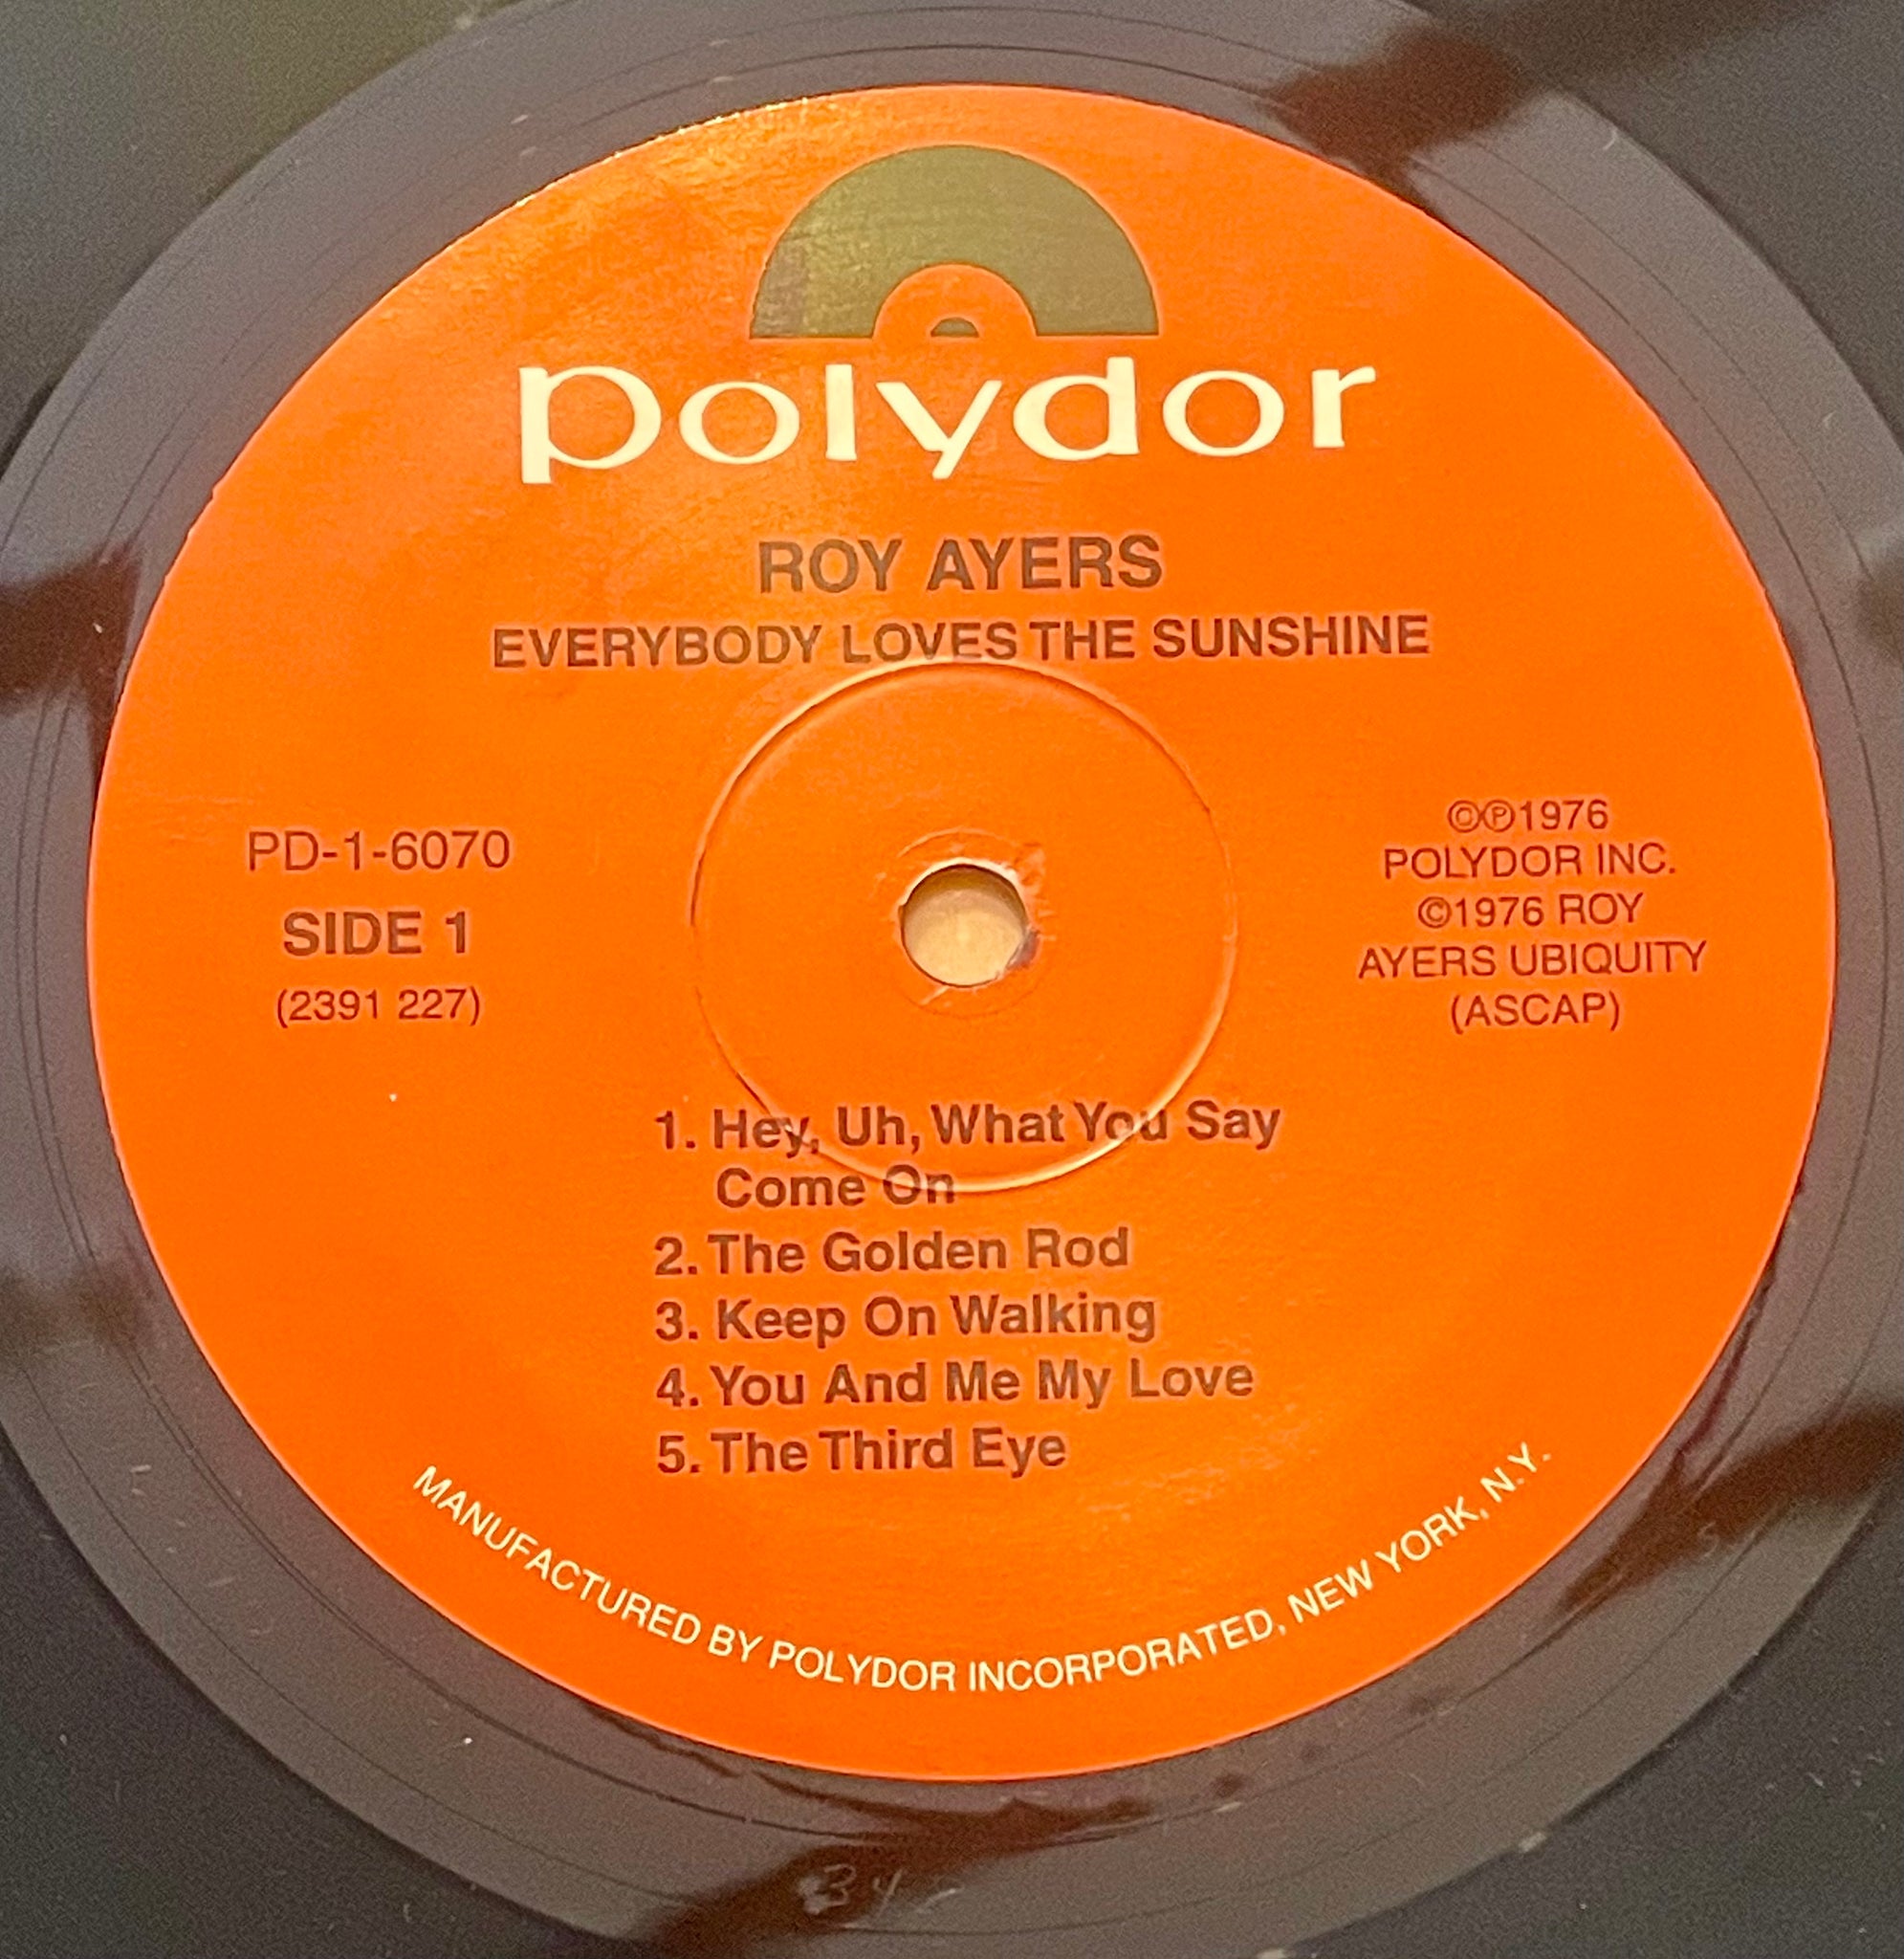 polydor
ROY AYERS
EVERYBODY LOVES THE SUNSHINE
PD-1-6070
SIDE 1
(2391 227)
©℗1976
POLYDOR INC.
©1976 ROY
AYERS UBIQUITY
(ASCAP)
1. Hey, Uh, What You Say
Come On
2. The Golden Rod
3. Keep On Walking
4. You And Me My Love
5. The Third Eye
MANUFACTURED BY POLYDOR INCORPORATED, NEW YORK, N.Y.